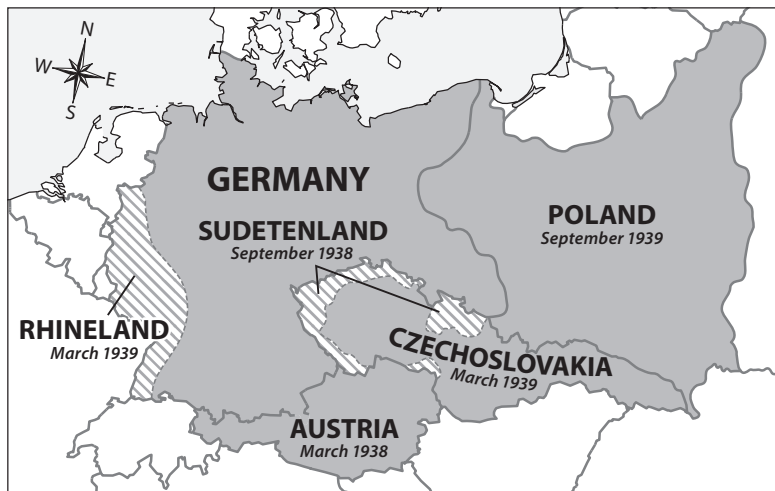 N
W
E
S
GERMANY
SUDETENLAND
September 1938
POLAND
September 1939
RHINELAND
March 1939
CZECHOSLOVAKIA
March 1939
AUSTRIA
March 1938